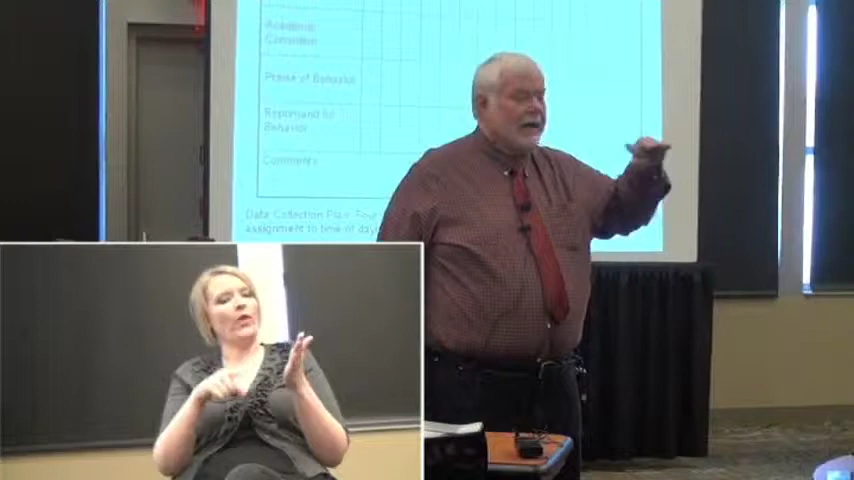 Academic
Correction
Praise of Behavior
Reprimand for
Behavior
Comments
Data Collection Plan: Four
assignment to time of day